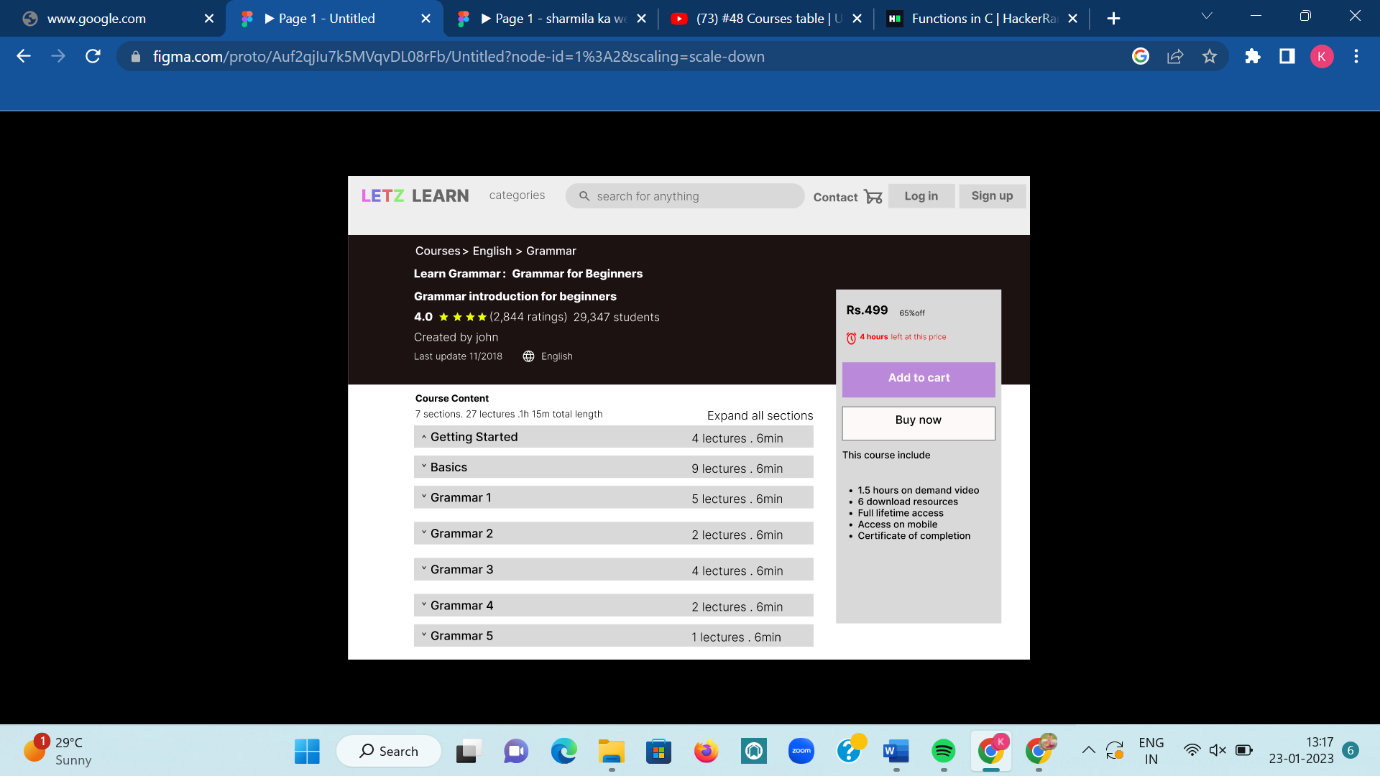 www.google.com
Page 1 - Untitled
Page 1 - sharmila ka w
(73) #48 Courses table | U
Functions in C | HackerRa
figma.com/proto/Auf2qjIu7k5MVqvDL08rFb/Untitled?node-id=1%3A2&scaling=scale-down
K
LETZ LEARN categories search for anything Contact Log in Sign up
Courses > English > Grammar
Learn Grammar : Grammar for Beginners
Grammar introduction for beginners
4.0 ★★★★ (2,844 ratings) 29,347 students
Created by john
Last update 11/2018 English
Rs.499 65%off
4 hours left at this price
Add to cart
Buy now
This course include
• 1.5 hours on demand video
• 6 download resources
• Full lifetime access
• Access on mobile
• Certificate of completion
Course Content
7 sections. 27 lectures .1h 15m total length Expand all sections
Getting Started 4 lectures . 6min
Basics 9 lectures . 6min
Grammar 1 5 lectures . 6min
Grammar 2 2 lectures . 6min
Grammar 3 4 lectures . 6min
Grammar 4 2 lectures . 6min
Grammar 5 1 lectures . 6min
1
29°C
Sunny
Search
zoom
K
ENG
IN
13:17
23-01-2023
6